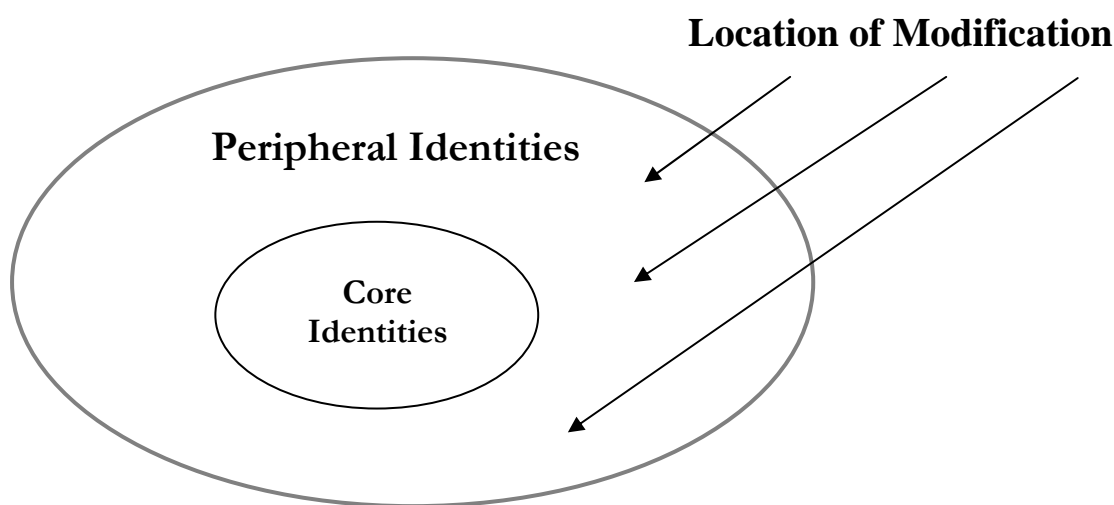 Location of Modification
Peripheral Identities
Core
Identities